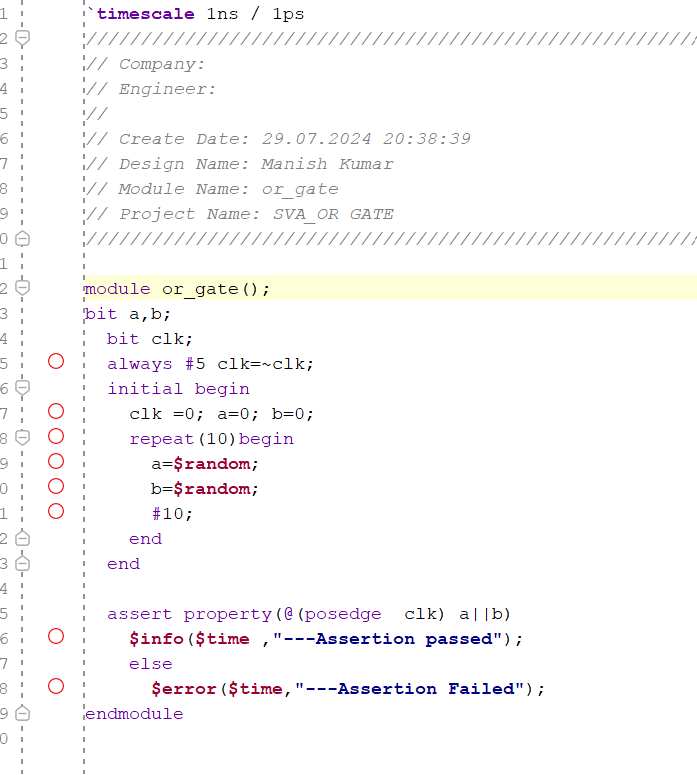 1 `timescale 1ns / 1ps
2 ////////////////////////////////////////////////////////
3 // Company:
4 // Engineer:
5 //
6 // Create Date: 29.07.2024 20:38:39
7 // Design Name: Manish Kumar
8 // Module Name: or_gate
9 // Project Name: SVA_OR GATE
0 ////////////////////////////////////////////////////////
1
2 module or_gate();
3 bit a,b;
4 bit clk;
5 always #5 clk=~clk;
6 initial begin
7 clk =0; a=0; b=0;
8 repeat(10)begin
9 a=$random;
0 b=$random;
1 #10;
2 end
3 end
4
5 assert property(@(posedge  clk) a||b)
6 $info($time ,"---Assertion passed");
7 else
8 $error($time,"---Assertion Failed");
9 endmodule
0